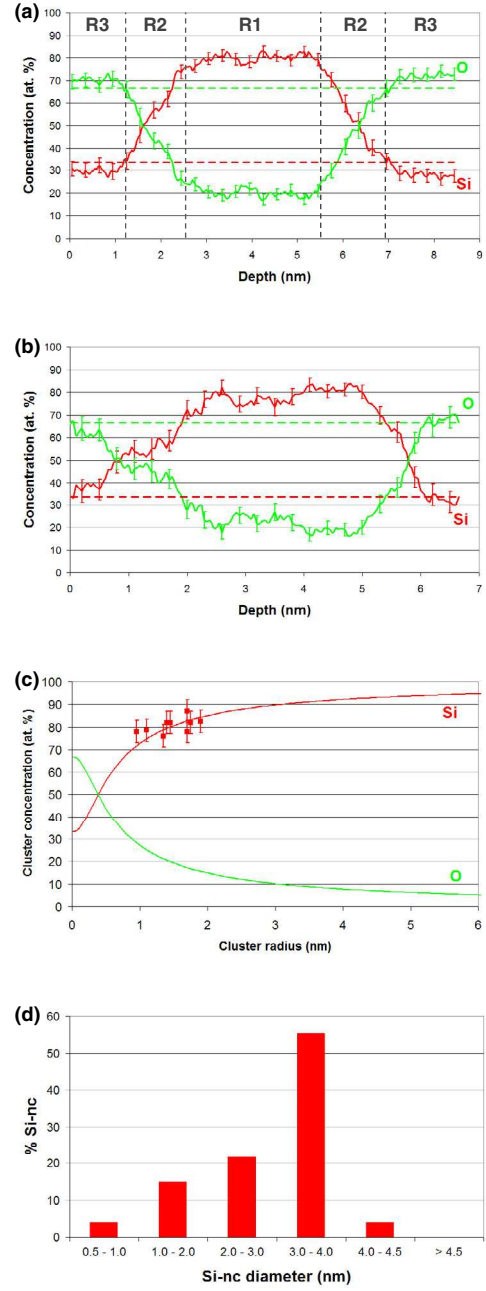 (a)
R3 R2 R1 R2 R3
100
90
80
70
60
50
40
30
20
10
0
O
Si
Concentration (at. %)
0 1 2 3 4 5 6 7 8 9
Depth (nm)
(b)
100
90
80
70
60
50
40
30
20
10
0
O
Si
Concentration (at. %)
0 1 2 3 4 5 6 7
Depth (nm)
(c)
100
90
80
70
60
50
40
30
20
10
0
Si
O
Cluster concentration (at. %)
0 1 2 3 4 5 6
Cluster radius (nm)
(d)
60
50
40
30
20
10
0
% Si-nc
0.5 - 1.0 1.0 - 2.0 2.0 - 3.0 3.0 - 4.0 4.0 - 4.5 > 4.5
Si-nc diameter (nm)